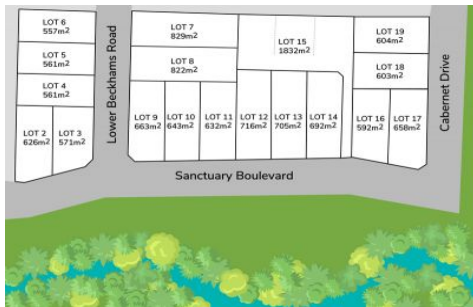 LOT 6
557m2
LOT 5
561m2
LOT 4
561m2
LOT 2
626m2
LOT 3
571m2
Lower Beckhams Road
LOT 7
829m2
LOT 8
822m2
LOT 9
663m2
LOT 10
643m2
LOT 11
632m2
LOT 12
716m2
LOT 13
705m2
LOT 14
692m2
LOT 15
1832m2
LOT 19
604m2
LOT 18
603m2
LOT 16
592m2
LOT 17
658m2
Cabernet Drive
Sanctuary Boulevard